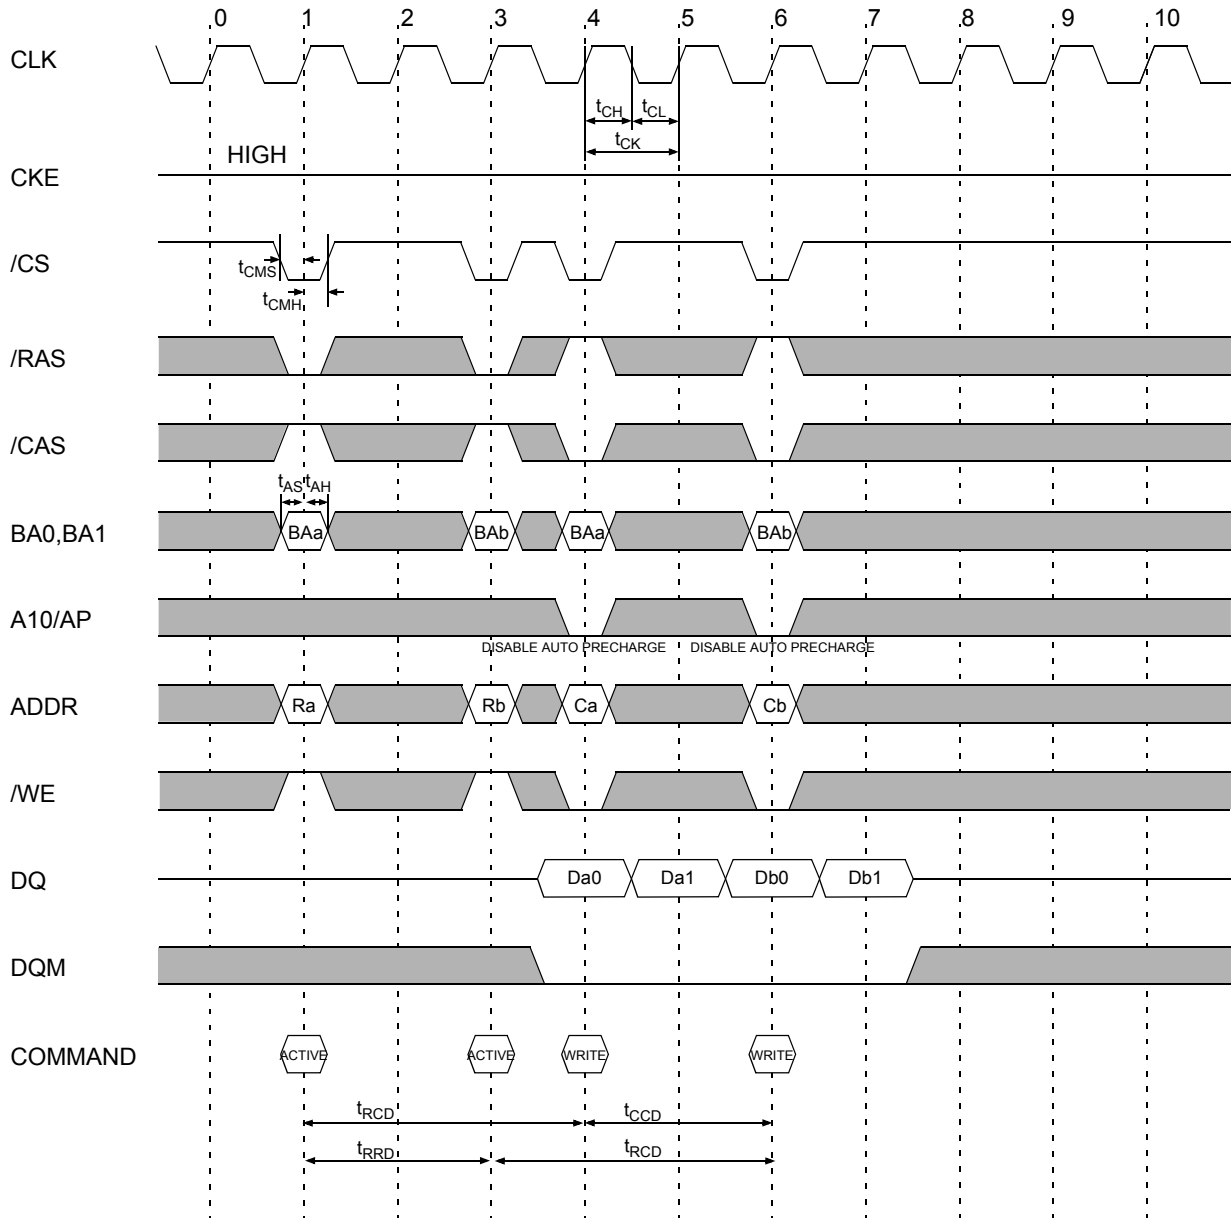 0 1 2 3 4 5 6 7 8 9 10
CLK
tCH tCL
tCK
HIGH
CKE
/CS
tCMS
tCMH
/RAS
/CAS
tAS tAH
BA0,BA1 BAa BAb BAa BAb
A10/AP
DISABLE AUTO PRECHARGE DISABLE AUTO PRECHARGE
ADDR Ra Rb Ca Cb
/WE
DQ Da0 Da1 Db0 Db1
DQM
COMMAND ACTIVE ACTIVE WRITE WRITE
tRCD tCCD
tRRD tRCD